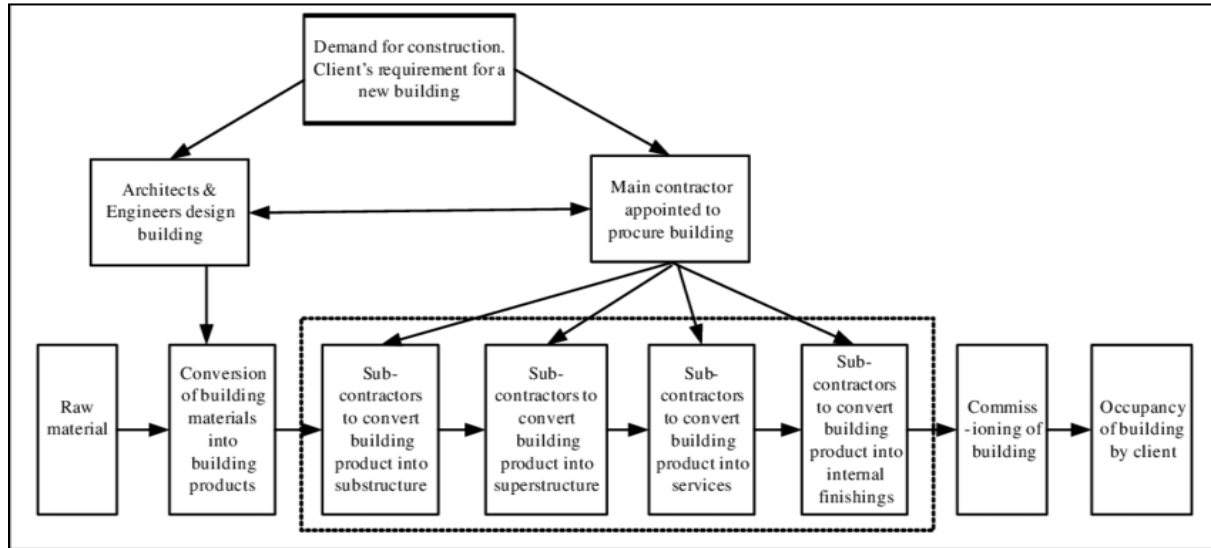 Demand for construction.
Client's requirement for a
new building
Architects &
Engineers design
building
Main contractor
appointed to
procure building
Raw
material
Conversion
of building
materials
into
building
products
Sub-
contractors
to convert
building
product into
substructure
Sub-
contractors to
convert
building
product into
superstructure
Sub-
contractors
to convert
building
product into
services
Sub-
contractors
to convert
building
product into
internal
finishings
Commiss
-ioning of
building
Occupancy
of building
by client